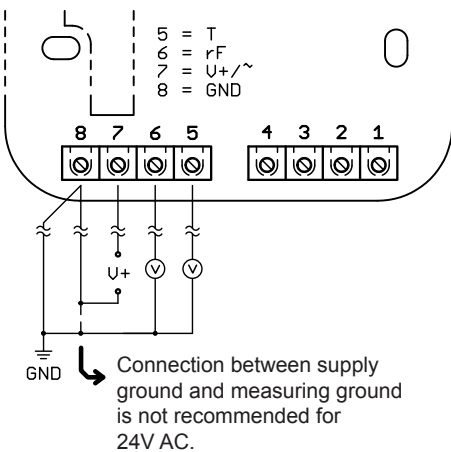 5 = T
6 = rF
7 = V+/~
8 = GND
8 7 6 5 4 3 2 1
V+
V V
GND
Connection between supply
ground and measuring ground
is not recommended for
24V AC.